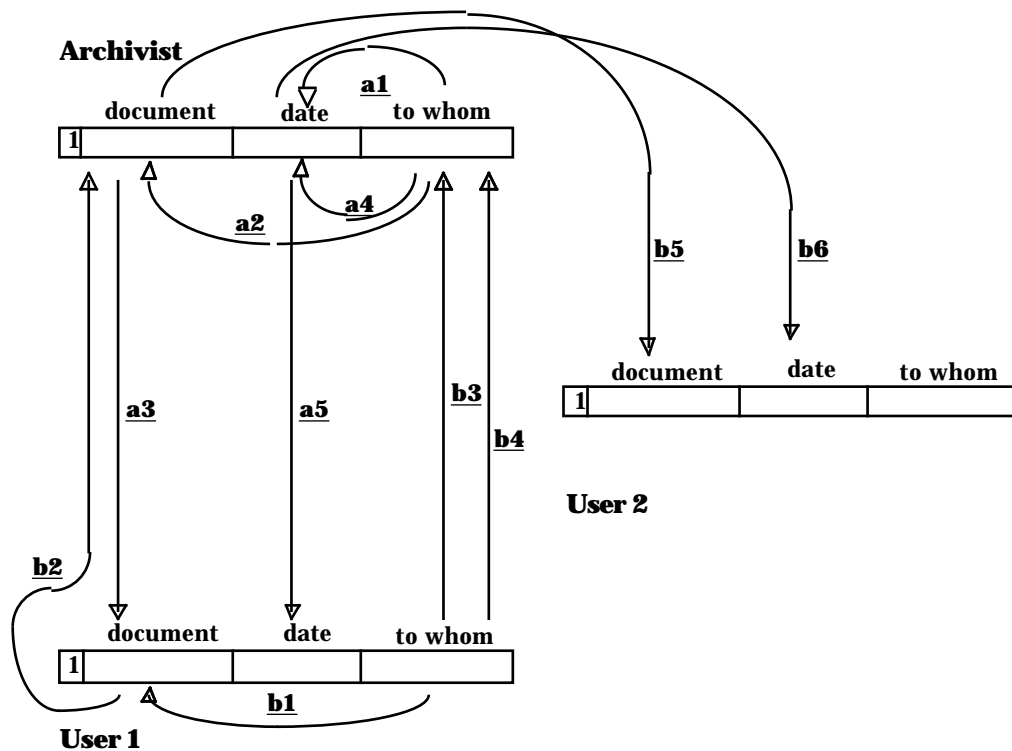 Archivist
a1
document date to whom
1
a2 a4
b5 b6
a3 a5 b3
b4
document date to whom
1
User 2
b2
document date to whom
1
b1
User 1